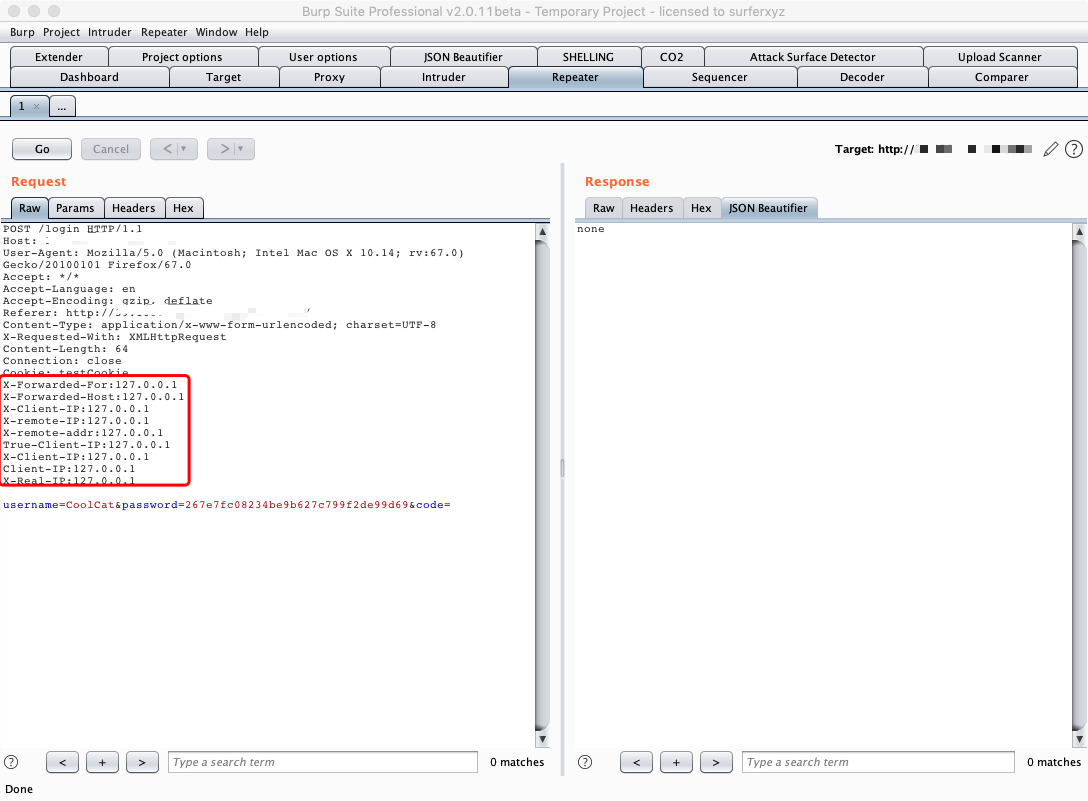 Burp Suite Professional v2.0.11beta - Temporary Project - licensed to surferxyz
Burp Project Intruder Repeater Window Help
Extender Project options User options JSON Beautifier SHELLING CO2 Attack Surface Detector Upload Scanner
Dashboard Target Proxy Intruder Repeater Sequencer Decoder Comparer
1 × ...
Go Cancel < ▾ > ▾ Target: http:// ?
Request
Raw Params Headers Hex
POST /login HTTP/1.1
Host:
User-Agent: Mozilla/5.0 (Macintosh; Intel Mac OS X 10.14; rv:67.0)
Gecko/20100101 Firefox/67.0
Accept: */*
Accept-Language: en
Accept-Encoding: gzip, deflate
Referer: http://
Content-Type: application/x-www-form-urlencoded; charset=UTF-8
X-Requested-With: XMLHttpRequest
Content-Length: 64
Connection: close
Cookie: testCookie
X-Forwarded-For:127.0.0.1
X-Forwarded-Host:127.0.0.1
X-Client-IP:127.0.0.1
X-remote-IP:127.0.0.1
X-remote-addr:127.0.0.1
True-Client-IP:127.0.0.1
X-Client-IP:127.0.0.1
Client-IP:127.0.0.1
X-Real-IP:127.0.0.1
username=CoolCat&password=267e7fc08234be9b627c799f2de99d69&code=
? < + > Type a search term 0 matches
Response
Raw Headers Hex JSON Beautifier
none
? < + > Type a search term 0 matches
Done